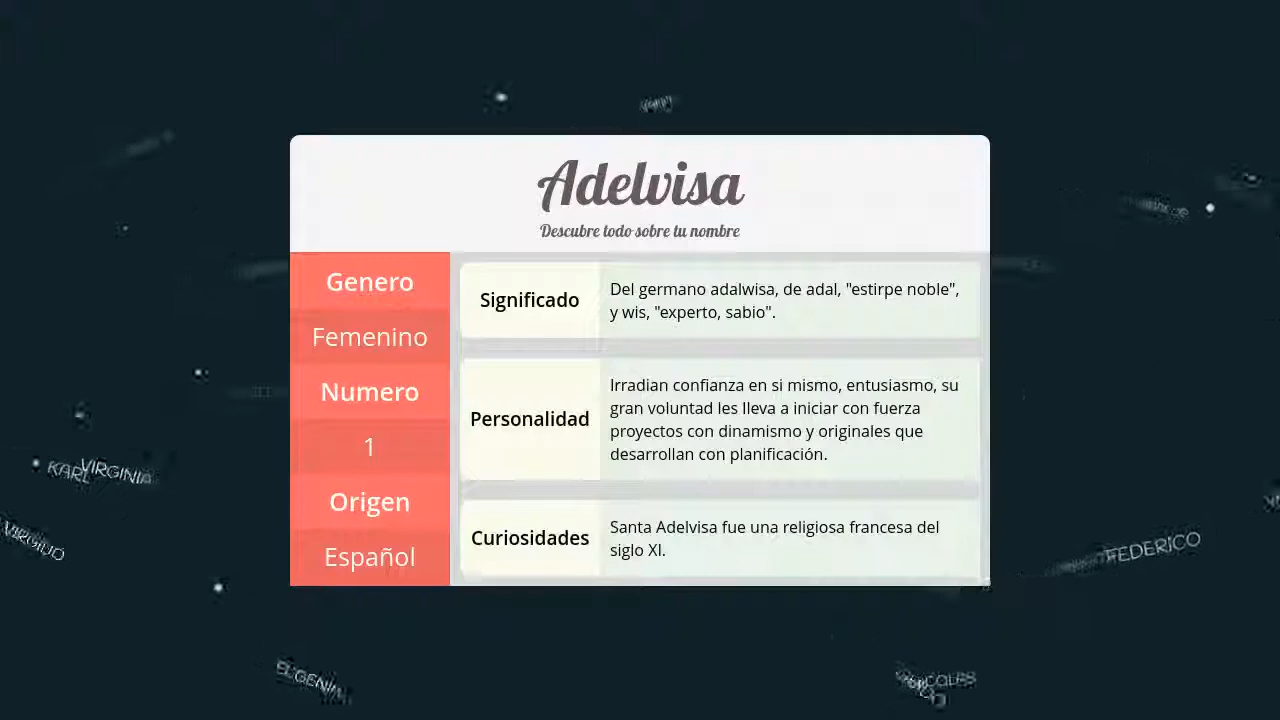 Adelvisa
Descubre todo sobre tu nombre
Genero
Femenino
Numero
1
Origen
Español
Significado
Del germano adalwisa, de adal, "estirpe noble",
y wis, "experto, sabio".
Personalidad
Irradian confianza en si mismo, entusiasmo, su
gran voluntad les lleva a iniciar con fuerza
proyectos con dinamismo y originales que
desarrollan con planificación.
Curiosidades
Santa Adelvisa fue una religiosa francesa del
siglo XI.
KARL
VIRGINIA
VIRGILIO
FEDERICO
EUGENIA